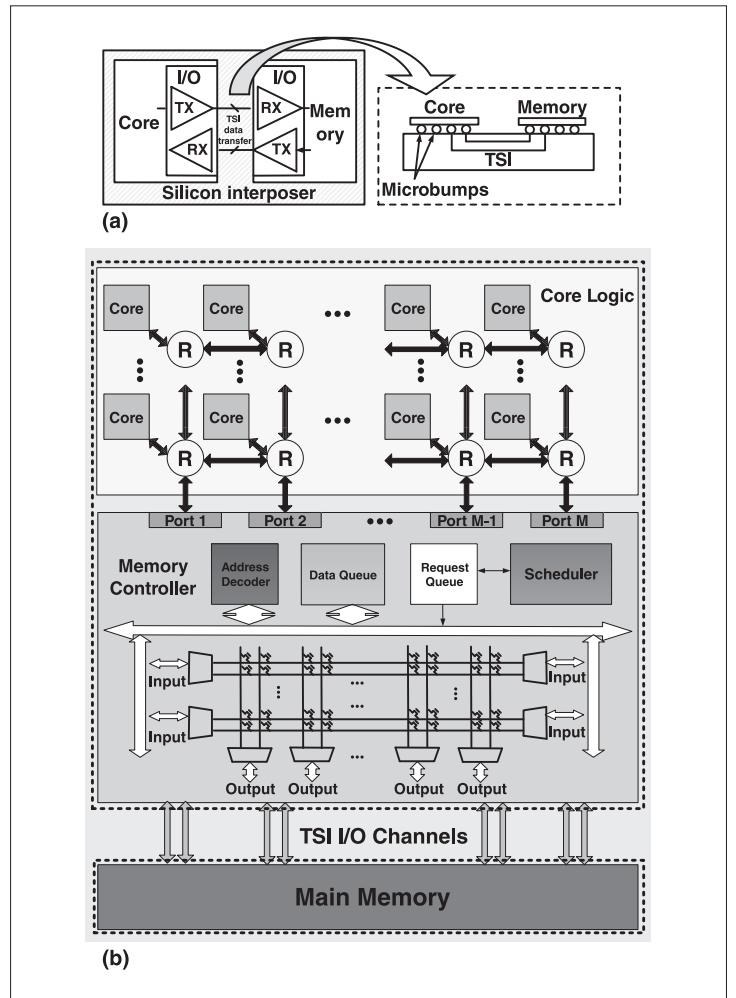 I/O I/O
Core TX RX Mem
TSI
data
transfer
RX TX ory
Silicon interposer
Core Memory
TSI
Microbumps
(a)
Core Core ••• Core Core Core Logic
R R R R
Core Core ••• Core Core
R R R R
Port 1 Port 2 ••• Port M-1 Port M
Memory
Controller
Address
Decoder
Data Queue
Request
Queue
Scheduler
Input Input
...
...
Input Input
...
Output Output Output Output
TSI I/O Channels
Main Memory
(b)